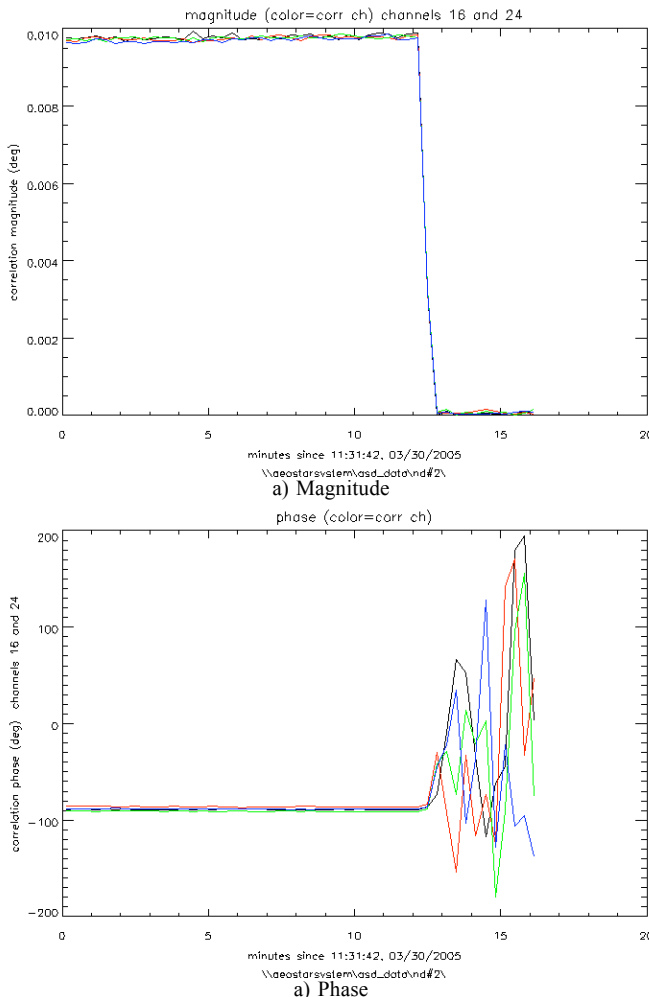 magnitude (color=corr ch) channels 16 and 24
0.010
0.008
0.006
0.004
0.002
0.000
correlation magnitude (deg)
0 5 10 15 20
minutes since 11:31:42, 03/30/2005
\\geostarsystem\asd_data\nd#2\
a) Magnitude
phase (color=corr ch)
200
100
0
-100
-200
correlation phase (deg) channels 16 and 24
0 5 10 15 20
minutes since 11:31:42, 03/30/2005
\\geostarsystem\asd_data\nd#2\
a) Phase